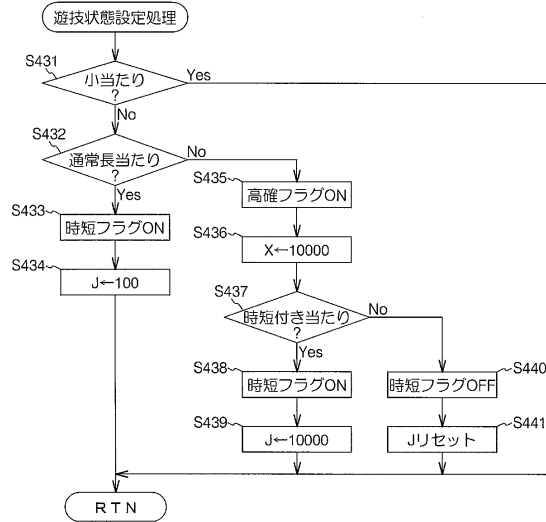 遊技状態設定処理
S431
小当たり
?
Yes
No
S432
通常長当たり
?
No
Yes
S433
時短フラグON
S434
J←100
S435
高確フラグON
S436
X←10000
S437
時短付き当たり
?
No
Yes
S438
時短フラグON
S439
J←10000
S440
時短フラグOFF
S441
Jリセット
RTN